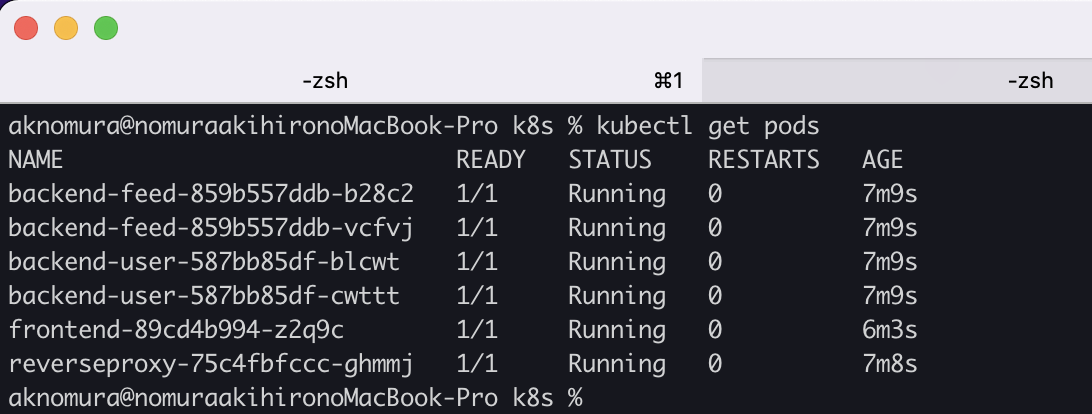 -zsh ⌘1 -zsh
aknomura@nomuraakihironoMacBook-Pro k8s % kubectl get pods
NAME READY STATUS RESTARTS AGE
backend-feed-859b557ddb-b28c2 1/1 Running 0 7m9s
backend-feed-859b557ddb-vcfvj 1/1 Running 0 7m9s
backend-user-587bb85df-blcwt 1/1 Running 0 7m9s
backend-user-587bb85df-cwttt 1/1 Running 0 7m9s
frontend-89cd4b994-z2q9c 1/1 Running 0 6m3s
reverseproxy-75c4fbfccc-ghmmj 1/1 Running 0 7m8s
aknomura@nomuraakihironoMacBook-Pro k8s %